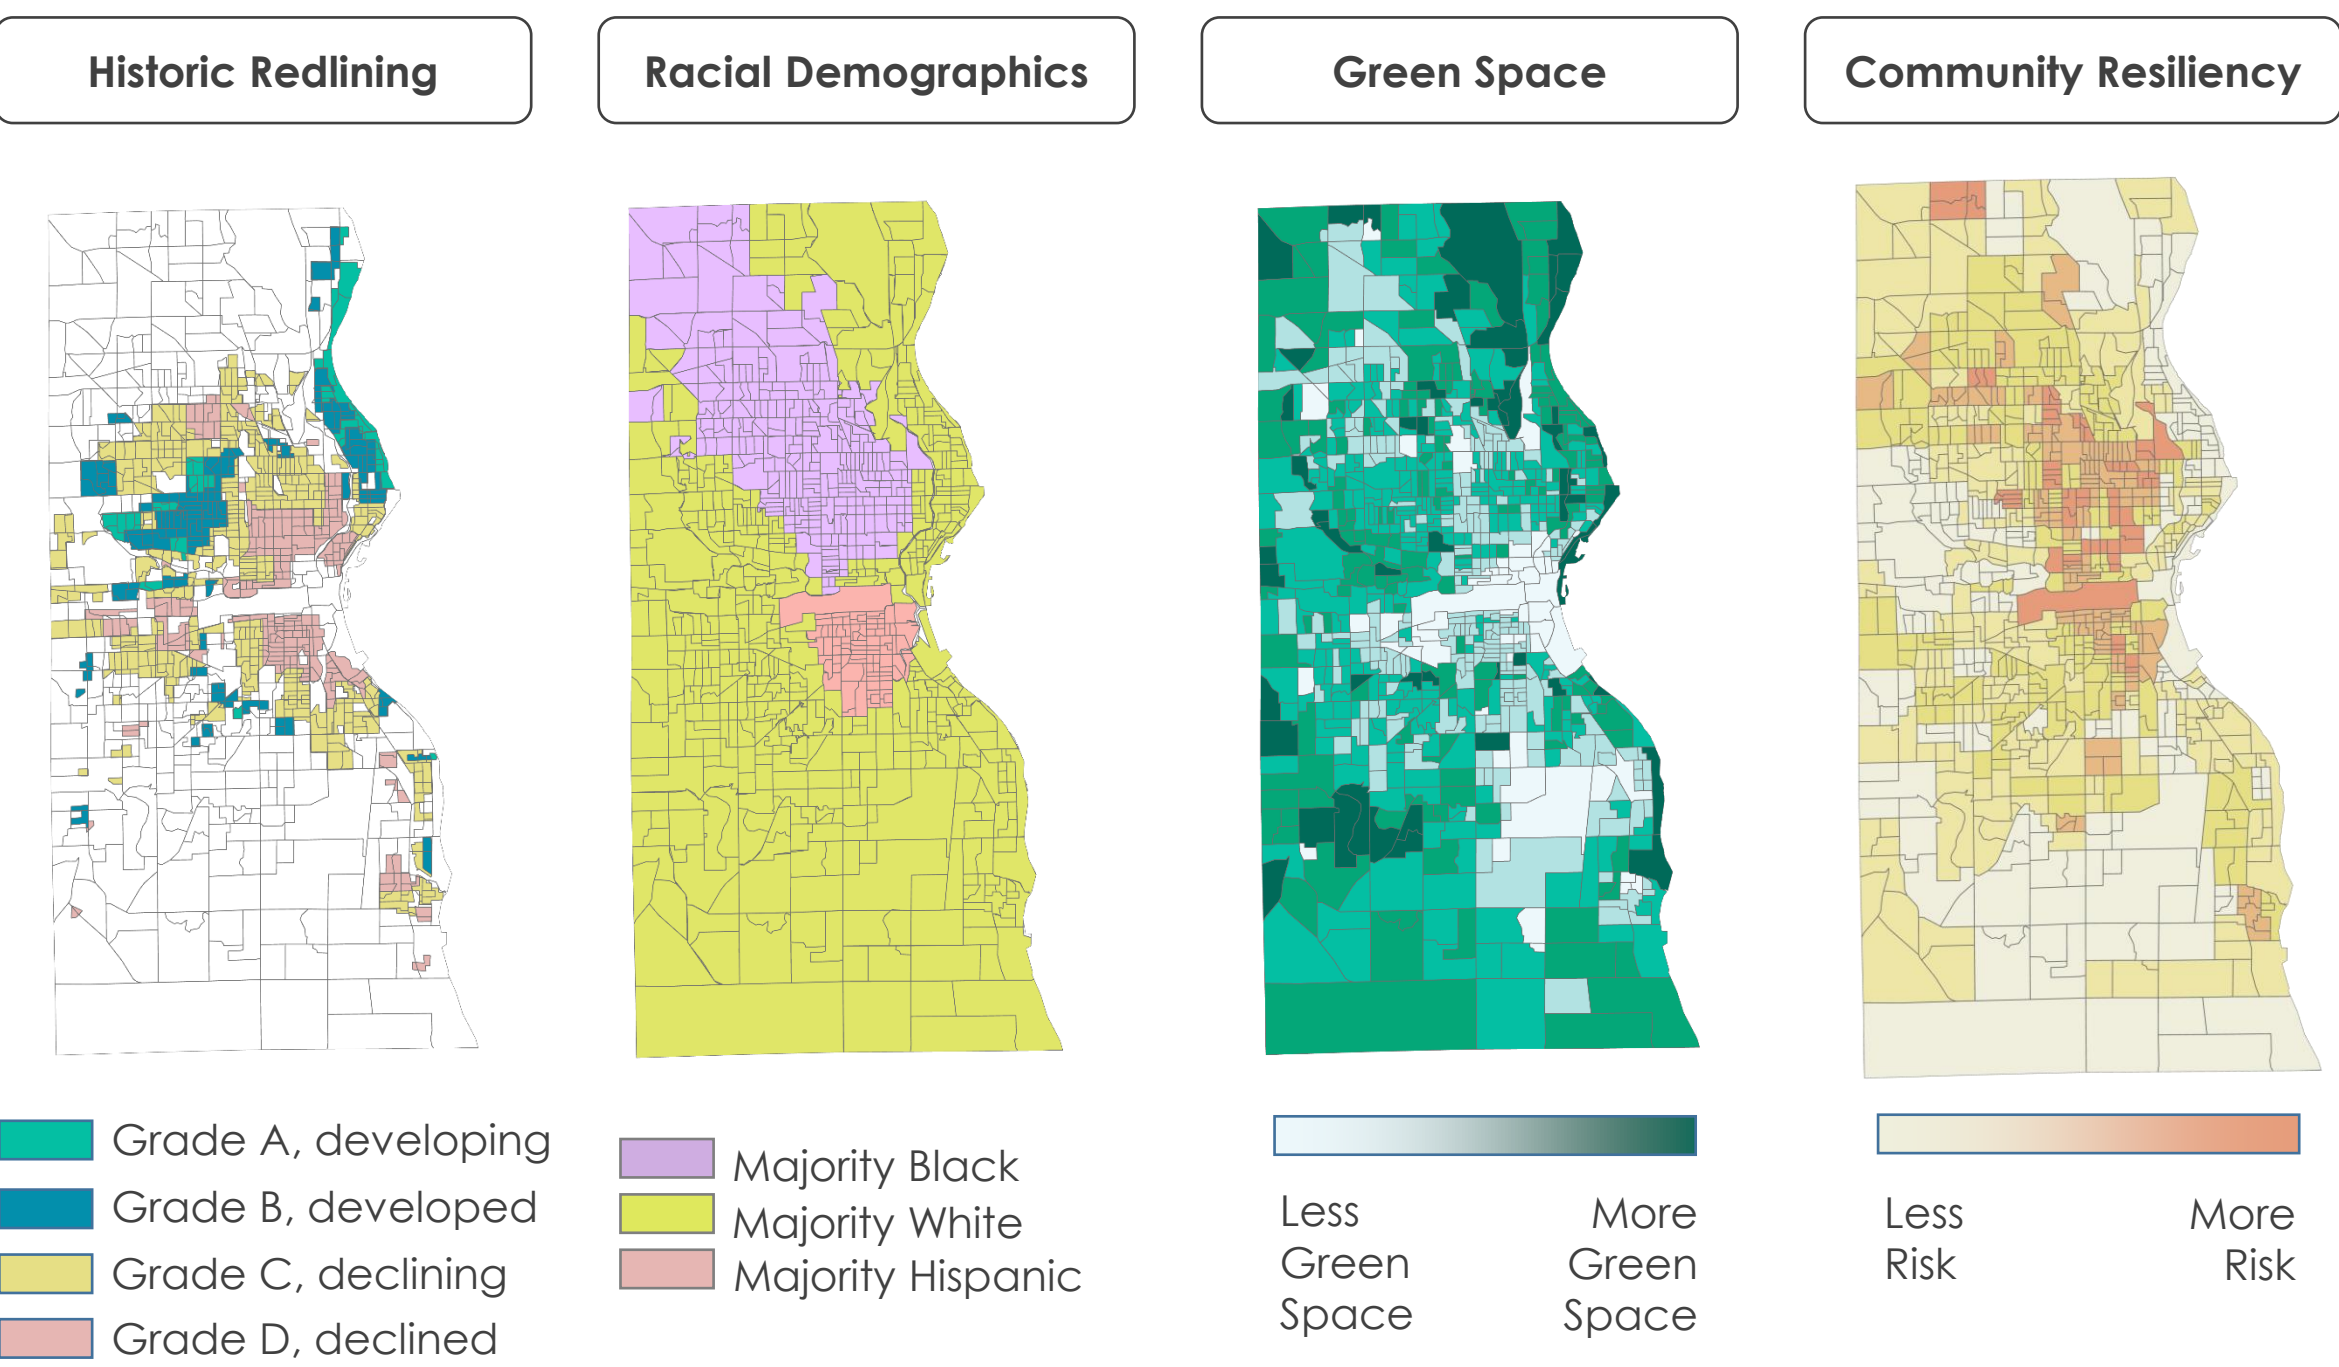 Historic Redlining
Racial Demographics
Green Space
Community Resiliency
Grade A, developing
Grade B, developed
Grade C, declining
Grade D, declined
Majority Black
Majority White
Majority Hispanic
Less
Green
Space
More
Green
Space
Less
Risk
More
Risk